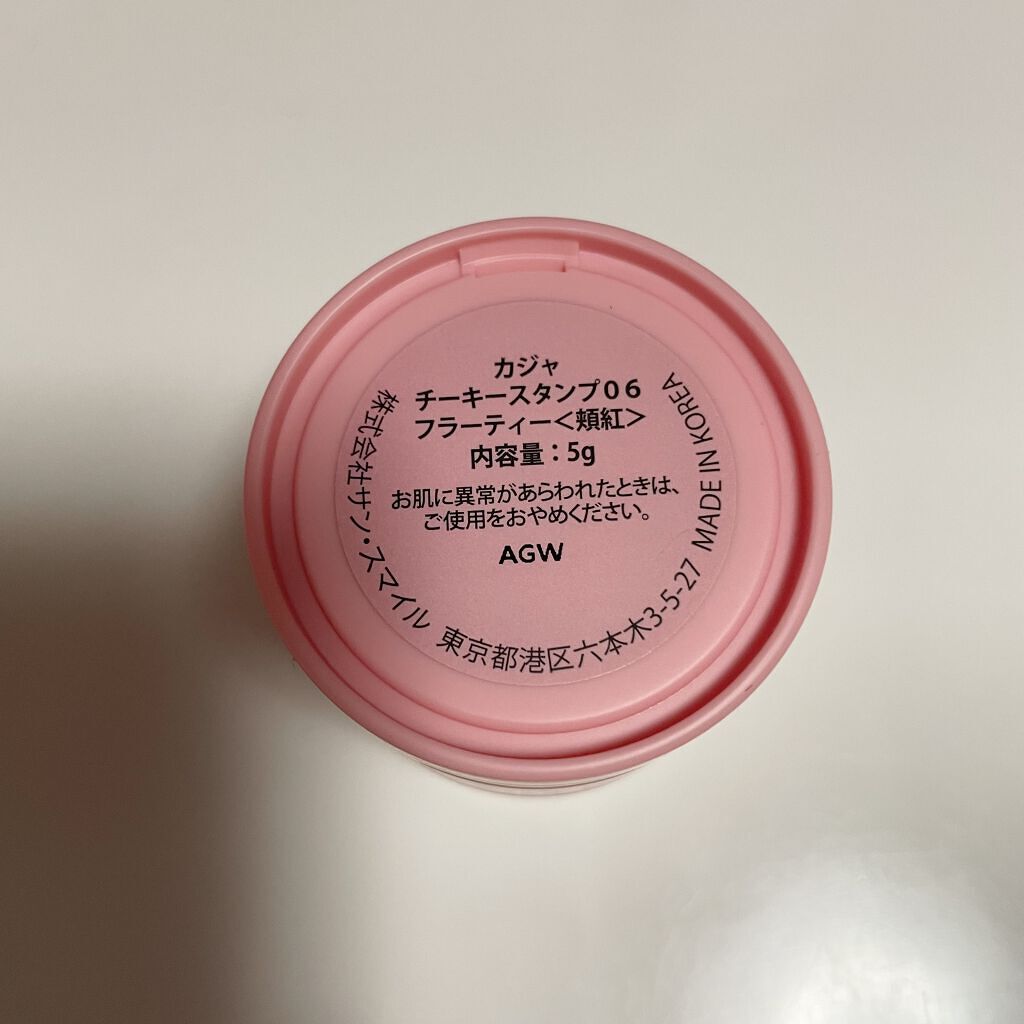 カジャ
チーキースタンプ06
フラーティー<頬紅>
内容量：5g
お肌に異常があらわれたときは、
ご使用をおやめください。
AGW
株式会社サン・スマイル 東京都港区六本木3-5-27 MADE IN KOREA